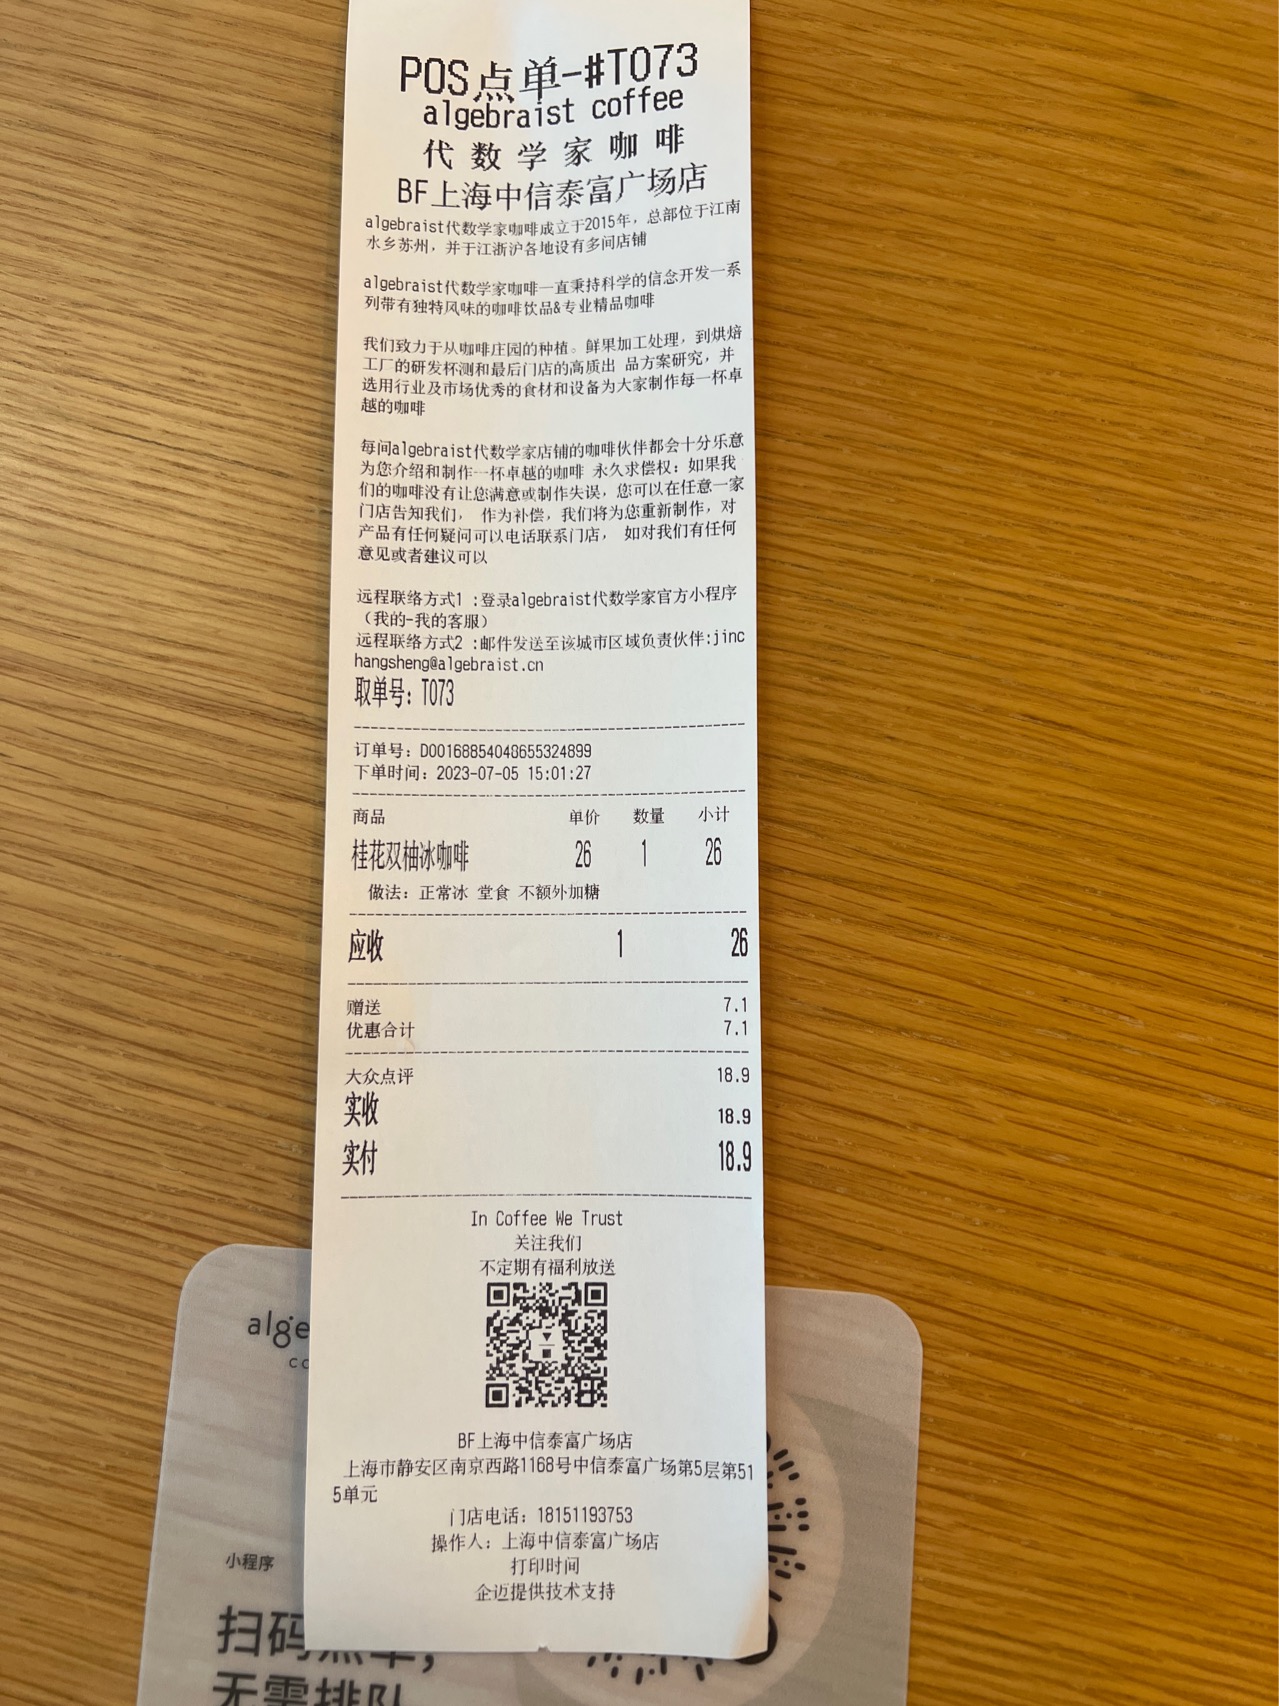 POS点单-#T073
algebraist coffee
代数学家咖啡
BF上海中信泰富广场店
algebraist代数学家咖啡成立于2015年，总部位于江南
水乡苏州，并于江浙沪各地设有多间店铺
algebraist代数学家咖啡一直秉持科学的信念开发一系
列带有独特风味的咖啡饮品&专业精品咖啡
我们致力于从咖啡庄园的种植。鲜果加工处理，到烘焙
工厂的研发杯测和最后门店的高质出 品方案研究，并
选用行业及市场优秀的食材和设备为大家制作每一杯卓
越的咖啡
每间algebraist代数学家店铺的咖啡伙伴都会十分乐意
为您介绍和制作一杯卓越的咖啡 永久求偿权：如果我
们的咖啡没有让您满意或制作失误，您可以在任意一家
门店告知我们， 作为补偿，我们将为您重新制作，对
产品有任何疑问可以电话联系门店， 如对我们有任何
意见或者建议可以
远程联络方式1 :登录algebraist代数学家官方小程序
（我的-我的客服）
远程联络方式2 :邮件发送至该城市区域负责伙伴:jinc
hangsheng@algebraist.cn
取单号：T073
订单号：D00168854048655324899
下单时间：2023-07-05 15:01:27
商品 单价 数量 小计
桂花双柚冰咖啡 26 1 26
做法：正常冰 堂食 不额外加糖
应收 1 26
赠送 7.1
优惠合计 7.1
大众点评 18.9
实收 18.9
实付 18.9
In Coffee We Trust
关注我们
不定期有福利放送
BF上海中信泰富广场店
上海市静安区南京西路1168号中信泰富广场第5层第51
5单元
门店电话：18151193753
操作人：上海中信泰富广场店
打印时间
企迈提供技术支持
alge
co
小程序
扫码点单，
无需排队